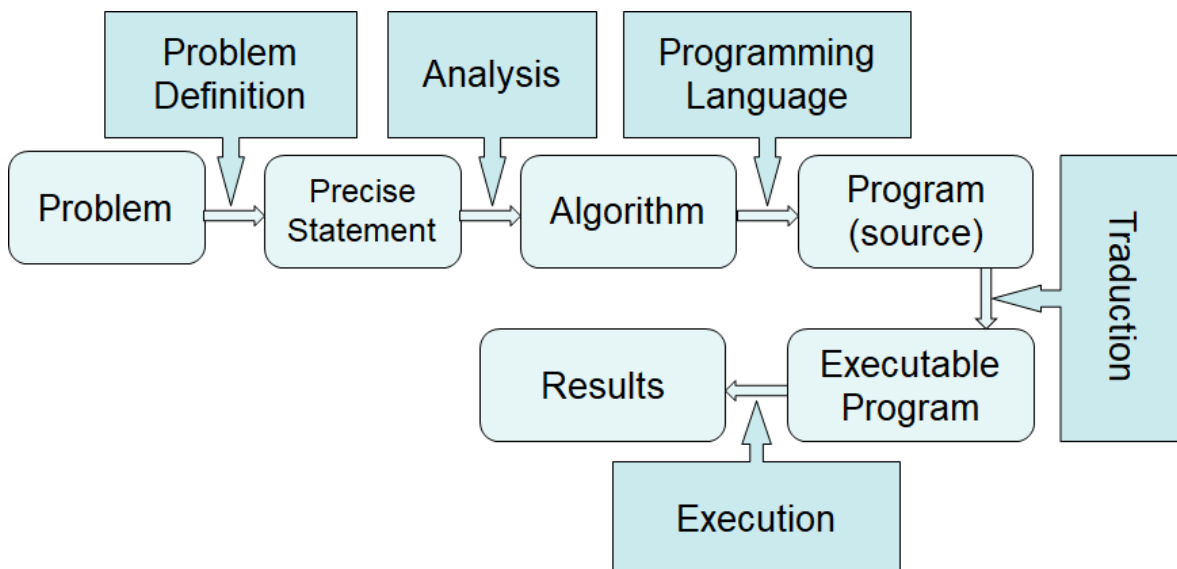 Problem
Definition
Analysis
Programming
Language
Problem
Precise
Statement
Algorithm
Program
(source)
Traduction
Results
Executable
Program
Execution